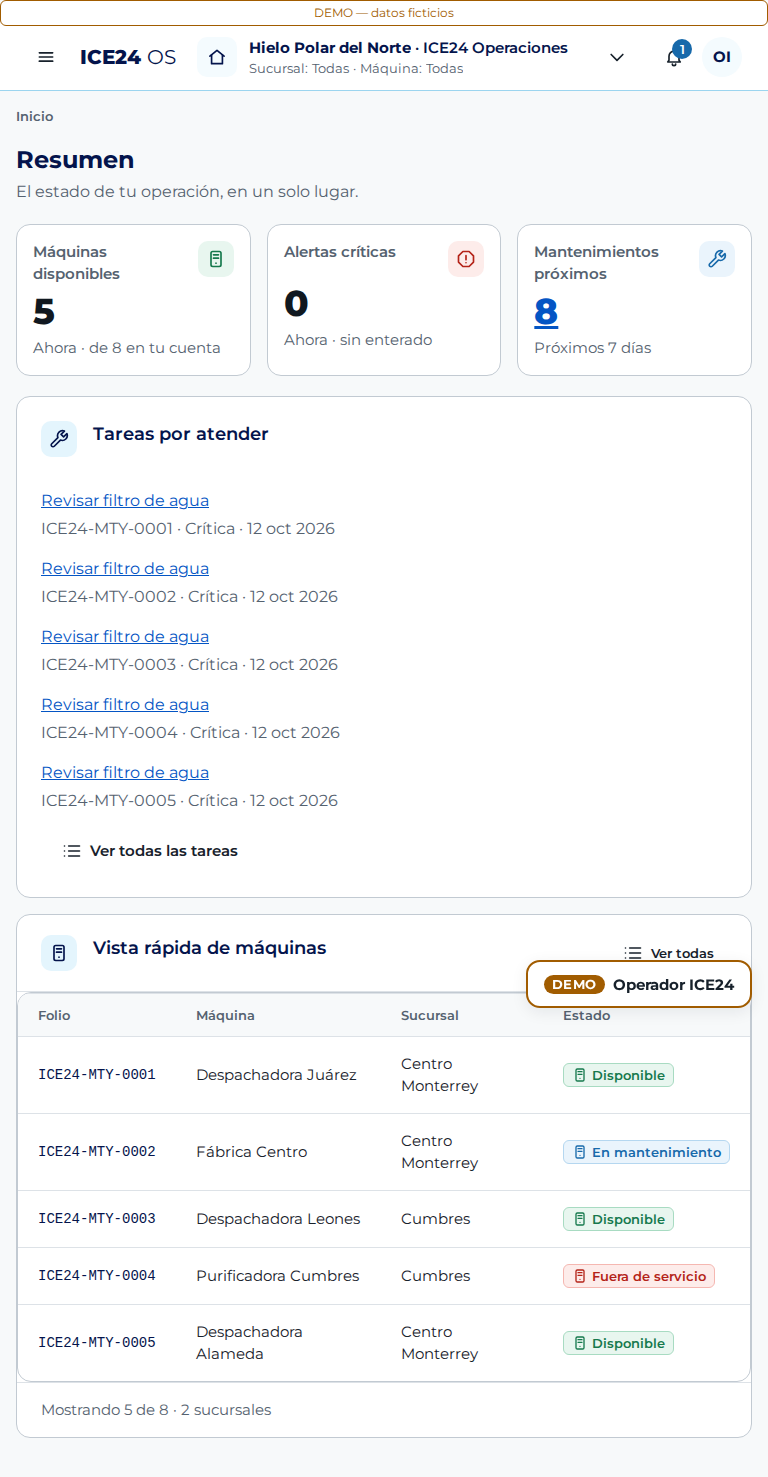 DEMO — datos ficticios
ICE24 OS
Hielo Polar del Norte · ICE24 Operaciones
Sucursal: Todas · Máquina: Todas
1
OI
Inicio
Resumen
El estado de tu operación, en un solo lugar.
Máquinas
disponibles
5
Ahora · de 8 en tu cuenta
Alertas críticas
0
Ahora · sin enterado
Mantenimientos
próximos
8
Próximos 7 días
Tareas por atender
Revisar filtro de agua
ICE24-MTY-0001 · Crítica · 12 oct 2026
Revisar filtro de agua
ICE24-MTY-0002 · Crítica · 12 oct 2026
Revisar filtro de agua
ICE24-MTY-0003 · Crítica · 12 oct 2026
Revisar filtro de agua
ICE24-MTY-0004 · Crítica · 12 oct 2026
Revisar filtro de agua
ICE24-MTY-0005 · Crítica · 12 oct 2026
Ver todas las tareas
Vista rápida de máquinas
Ver todas
DEMO Operador ICE24
Folio Máquina Sucursal Estado
ICE24-MTY-0001 Despachadora Juárez Centro Monterrey Disponible
ICE24-MTY-0002 Fábrica Centro Centro Monterrey En mantenimiento
ICE24-MTY-0003 Despachadora Leones Cumbres Disponible
ICE24-MTY-0004 Purificadora Cumbres Cumbres Fuera de servicio
ICE24-MTY-0005 Despachadora Alameda Centro Monterrey Disponible
Mostrando 5 de 8 · 2 sucursales